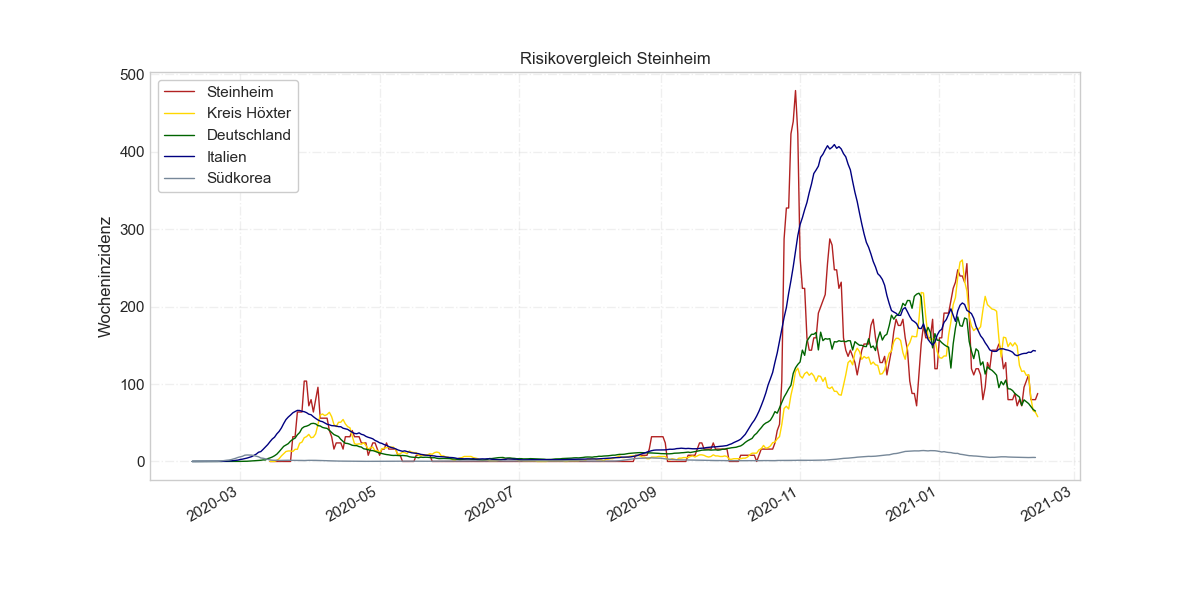 Risikovergleich Steinheim
Wocheninzidenz
500
400
300
200
100
0
Steinheim
Kreis Höxter
Deutschland
Italien
Südkorea
2020-03
2020-05
2020-07
2020-09
2020-11
2021-01
2021-03